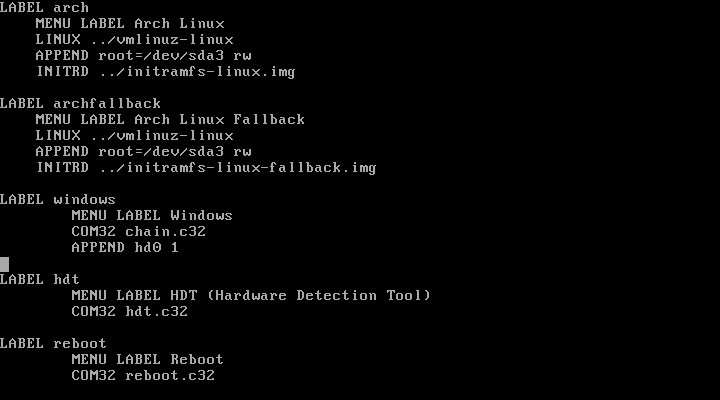 LABEL arch
    MENU LABEL Arch Linux
    LINUX ../vmlinuz-linux
    APPEND root=/dev/sda3 rw
    INITRD ../initramfs-linux.img

LABEL archfallback
    MENU LABEL Arch Linux Fallback
    LINUX ../vmlinuz-linux
    APPEND root=/dev/sda3 rw
    INITRD ../initramfs-linux-fallback.img

LABEL windows
        MENU LABEL Windows
        COM32 chain.c32
        APPEND hd0 1

LABEL hdt
        MENU LABEL HDT (Hardware Detection Tool)
        COM32 hdt.c32

LABEL reboot
        MENU LABEL Reboot
        COM32 reboot.c32